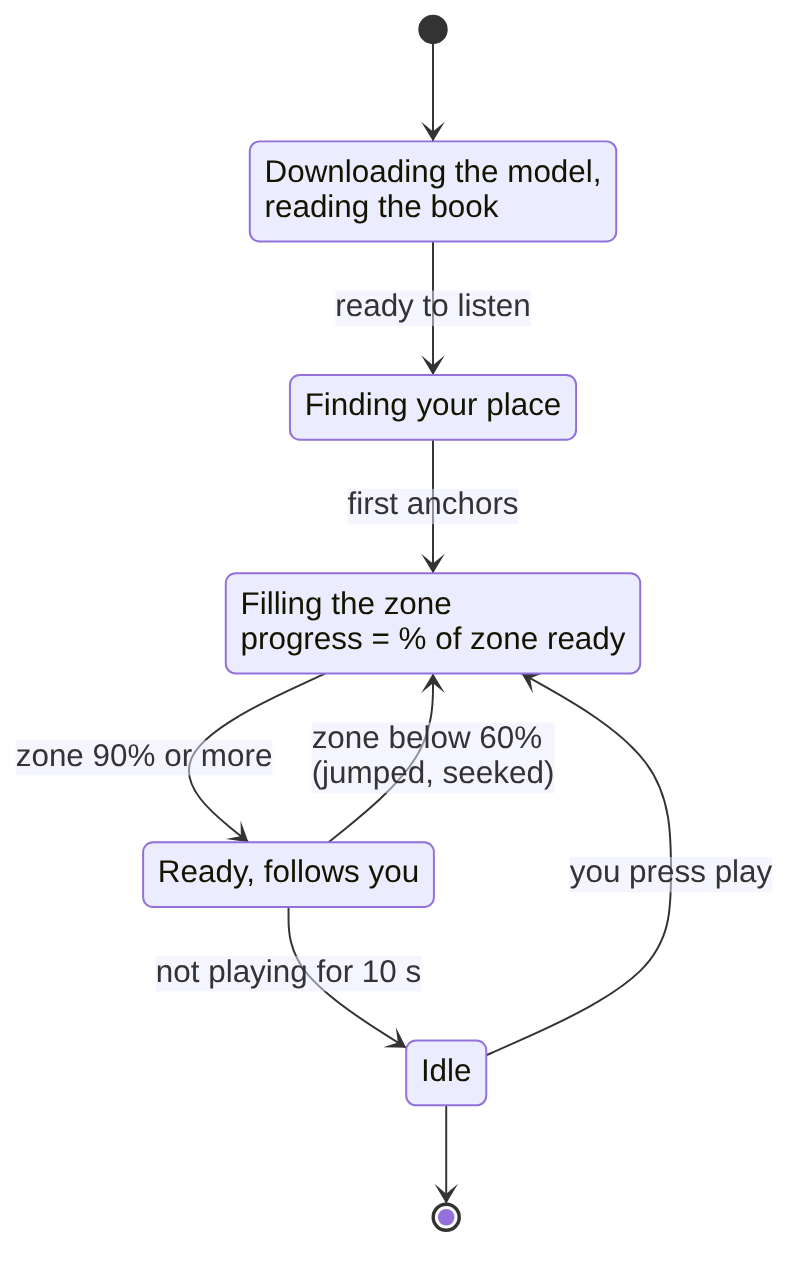 Downloading the model,
reading the book
ready to listen
Finding your place
first anchors
Filling the zone
progress = % of zone ready
zone 90% or more
zone below 60%
(jumped, seeked)
Ready, follows you
you press play
not playing for 10 s
Idle